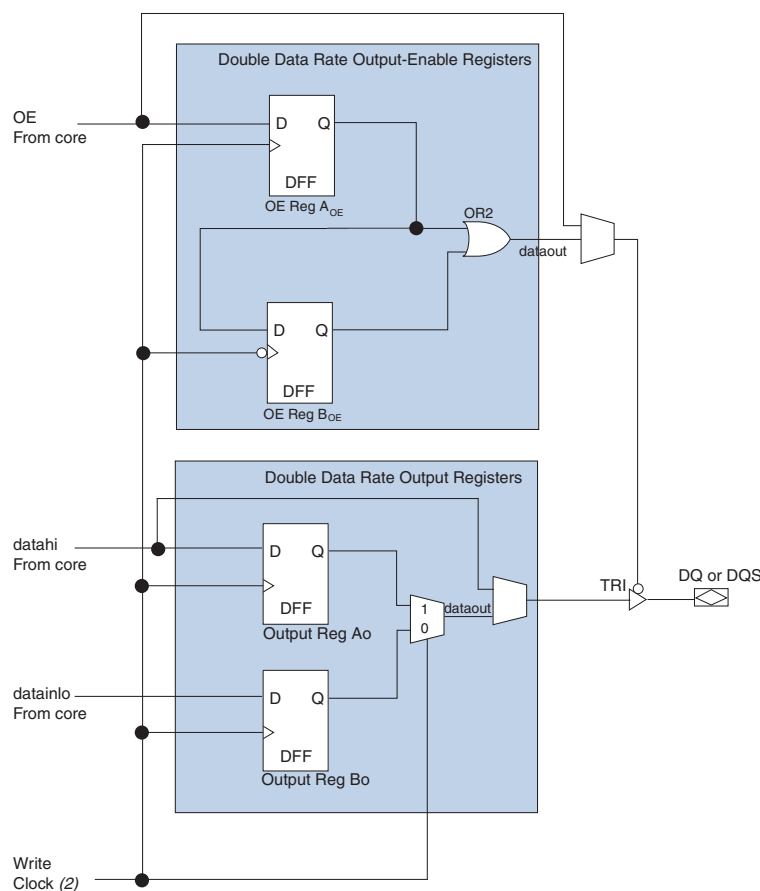 Double Data Rate Output-Enable Registers
OE
From core
D Q
DFF
OE Reg A_OE
OR2
dataout
D Q
DFF
OE Reg B_OE
Double Data Rate Output Registers
datahi
From core
D Q
DFF
Output Reg Ao
1
0
dataout
TRI
DQ or DQS
datainlo
From core
D Q
DFF
Output Reg Bo
Write
Clock (2)